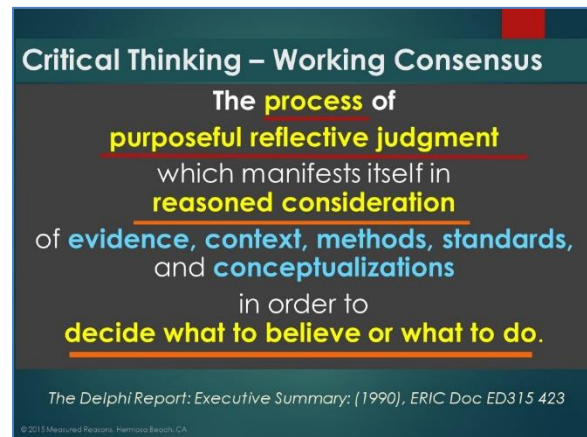 Critical Thinking – Working Consensus
The process of
purposeful reflective judgment
which manifests itself in
reasoned consideration
of evidence, context, methods, standards,
and conceptualizations
in order to
decide what to believe or what to do.
The Delphi Report: Executive Summary: (1990), ERIC Doc ED315 423
© 2015 Measured Reasons, Hermosa Beach, CA